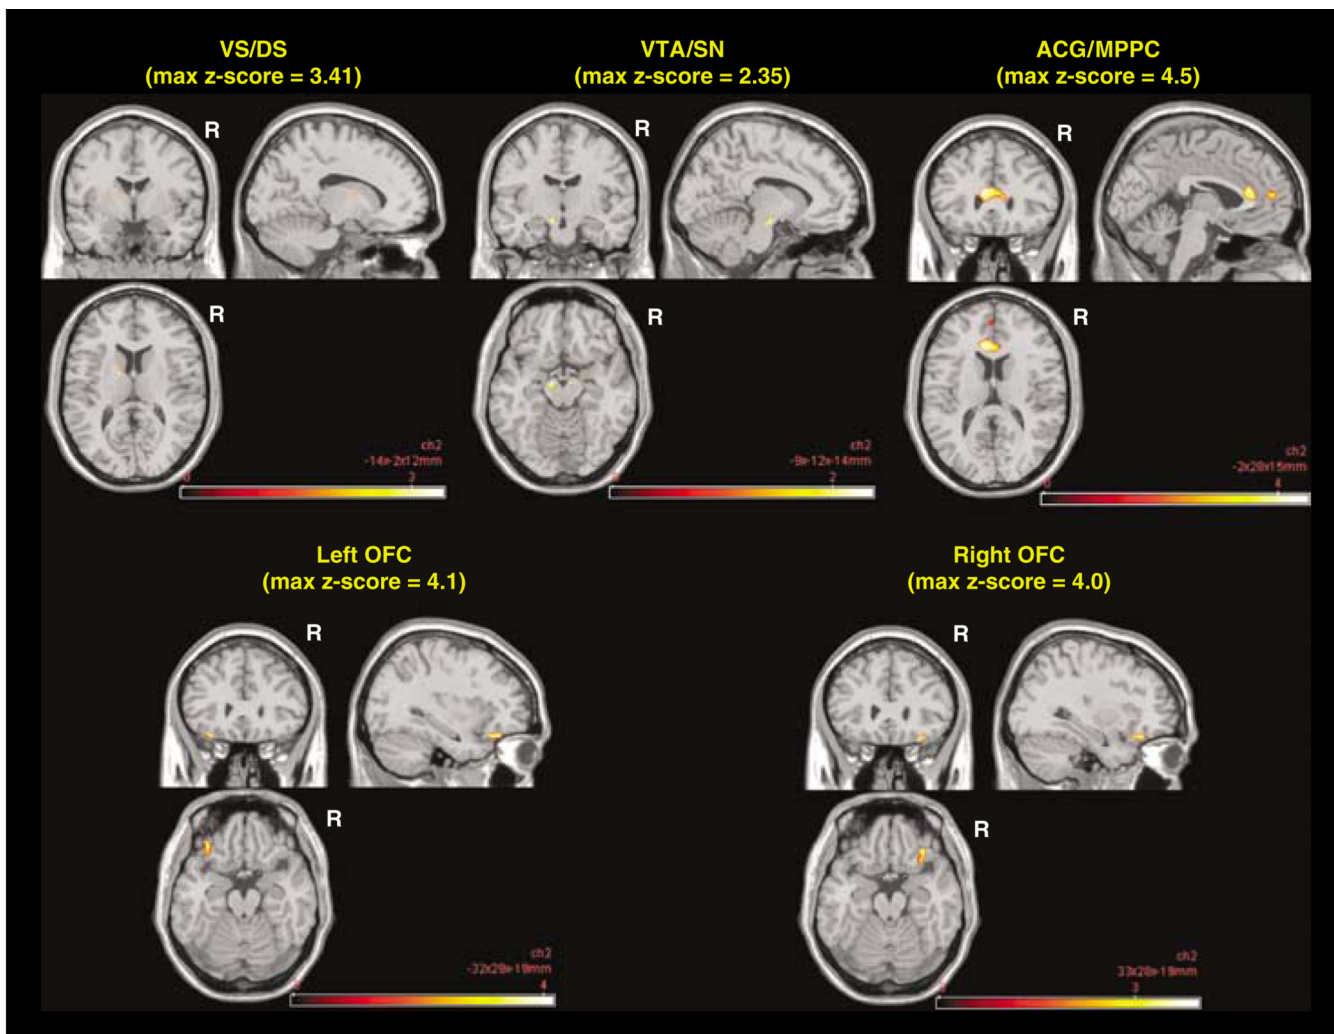 VS/DS
(max z-score = 3.41)
VTA/SN
(max z-score = 2.35)
ACG/MPPC
(max z-score = 4.5)
R
R
R
R
R
R
ch2
-14x-2x12mm
2
ch2
-9x-12x-14mm
2
ch2
-2x28x15mm
4
Left OFC
(max z-score = 4.1)
Right OFC
(max z-score = 4.0)
R
R
R
R
ch2
-32x29x-19mm
4
ch2
33x28x-19mm
3